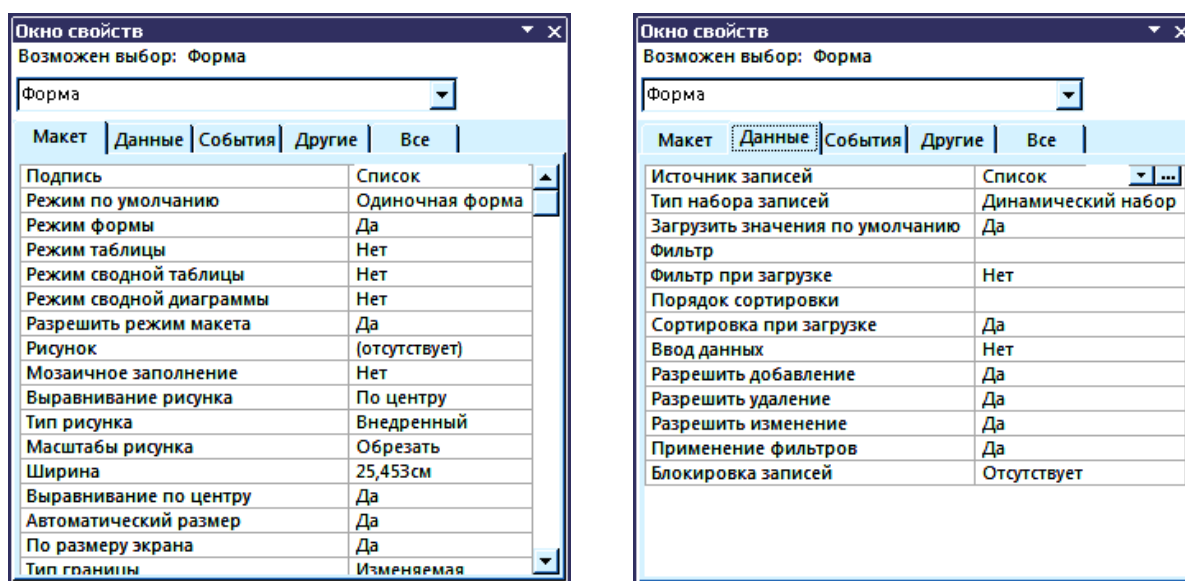 Окно свойств
Возможен выбор: Форма
Форма
Макет Данные События Другие Все
Подпись Список
Режим по умолчанию Одиночная форма
Режим формы Да
Режим таблицы Нет
Режим сводной таблицы Нет
Режим сводной диаграммы Нет
Разрешить режим макета Да
Рисунок (отсутствует)
Мозаичное заполнение Нет
Выравнивание рисунка По центру
Тип рисунка Внедренный
Масштабы рисунка Обрезать
Ширина 25,453см
Выравнивание по центру Да
Автоматический размер Да
По размеру экрана Да
Тип границы Изменяемая
Окно свойств
Возможен выбор: Форма
Форма
Макет Данные События Другие Все
Источник записей Список
Тип набора записей Динамический набор
Загрузить значения по умолчанию Да
Фильтр
Фильтр при загрузке Нет
Порядок сортировки
Сортировка при загрузке Да
Ввод данных Нет
Разрешить добавление Да
Разрешить удаление Да
Разрешить изменение Да
Применение фильтров Да
Блокировка записей Отсутствует